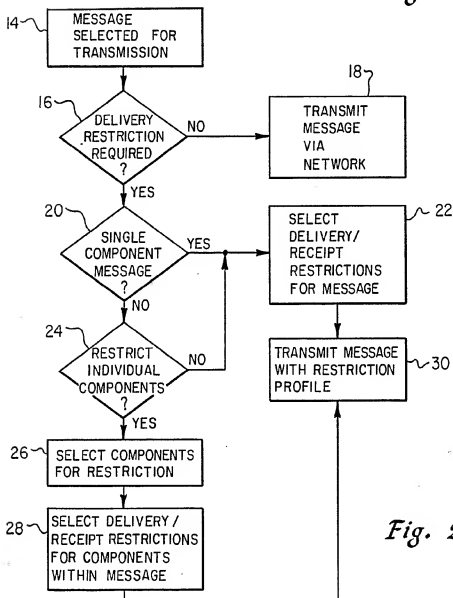 14
MESSAGE
SELECTED FOR
TRANSMISSION
16
DELIVERY
RESTRICTION
REQUIRED
?
NO
YES
18
TRANSMIT
MESSAGE
VIA
NETWORK
20
SINGLE
COMPONENT
MESSAGE
?
YES
NO
22
SELECT
DELIVERY/
RECEIPT
RESTRICTIONS
FOR MESSAGE
24
RESTRICT
INDIVIDUAL
COMPONENTS
?
NO
YES
TRANSMIT MESSAGE
WITH RESTRICTION
PROFILE
30
26
SELECT COMPONENTS
FOR RESTRICTION
28
SELECT DELIVERY/
RECEIPT RESTRICTIONS
FOR COMPONENTS
WITHIN MESSAGE
Fig.